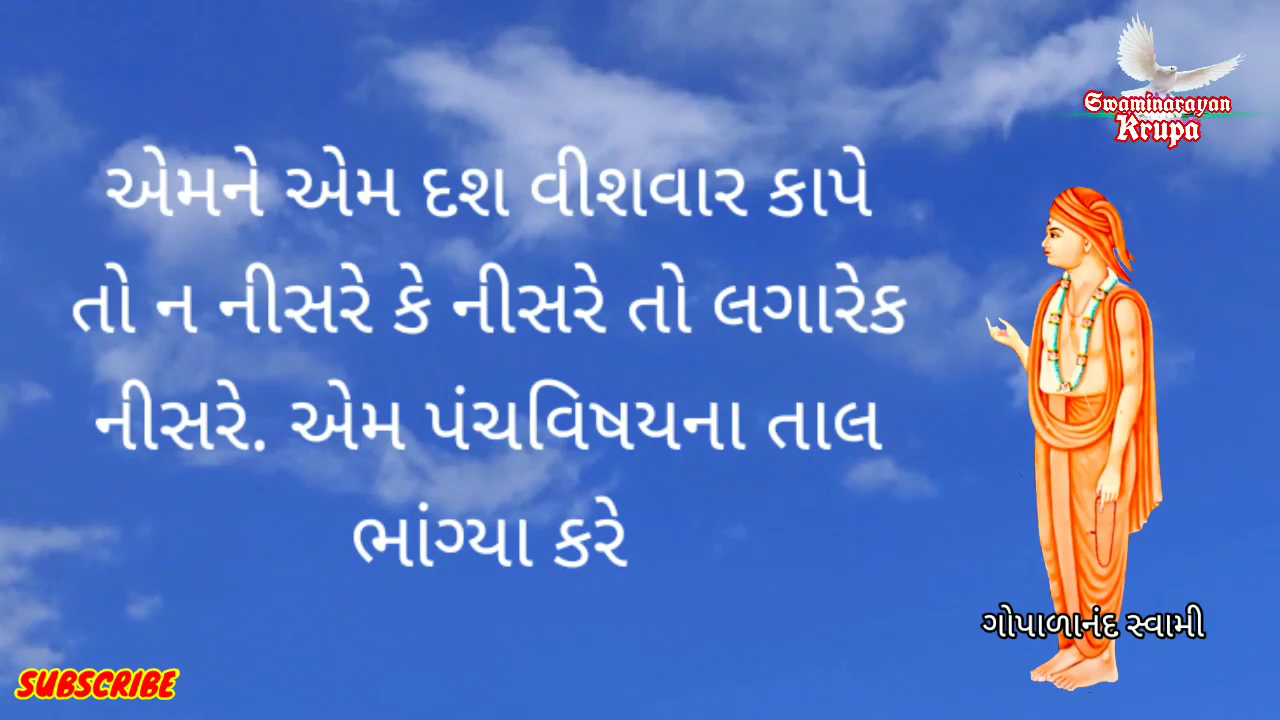 Swaminarayan
Krupa
એમને એમ દશ વીશવાર કાપે
તો ન નીસરે કે નીસરે તો લગારેક
નીસરે. એમ પંચવિષયના તાલ
ભાંગ્યા કરે
ગોપાળાનંદ સ્વામી
SUBSCRIBE